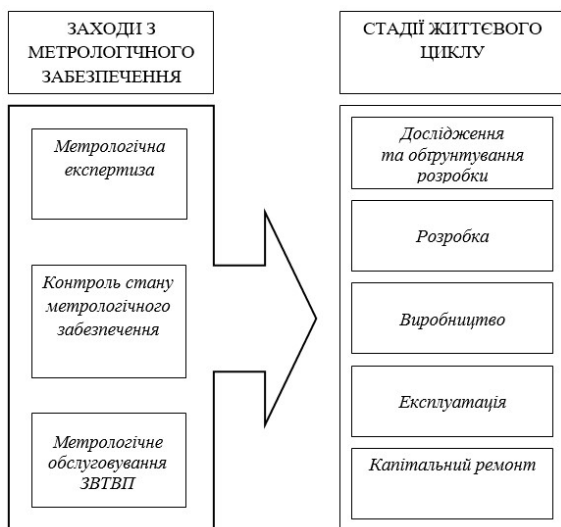 ЗАХОДИ З
МЕТРОЛОГІЧНОГО
ЗАБЕЗПЕЧЕННЯ
Метрологічна
експертиза
Контроль стану
метрологічного
забезпечення
Метрологічне
обслуговування
ЗВТВП
СТАДІЇ ЖИТТЄВОГО
ЦИКЛУ
Дослідження
та обґрунтування
розробки
Розробка
Виробництво
Експлуатація
Капітальний ремонт